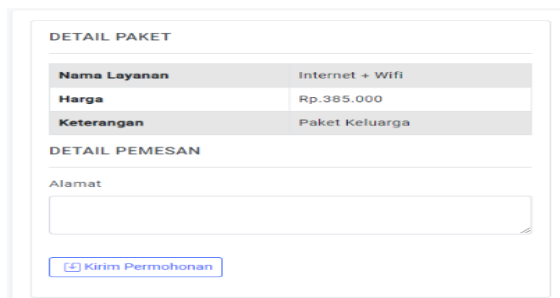 DETAIL PAKET
Nama Layanan Internet + Wifi
Harga Rp.385.000
Keterangan Paket Keluarga
DETAIL PEMESAN
Alamat
Kirim Permohonan